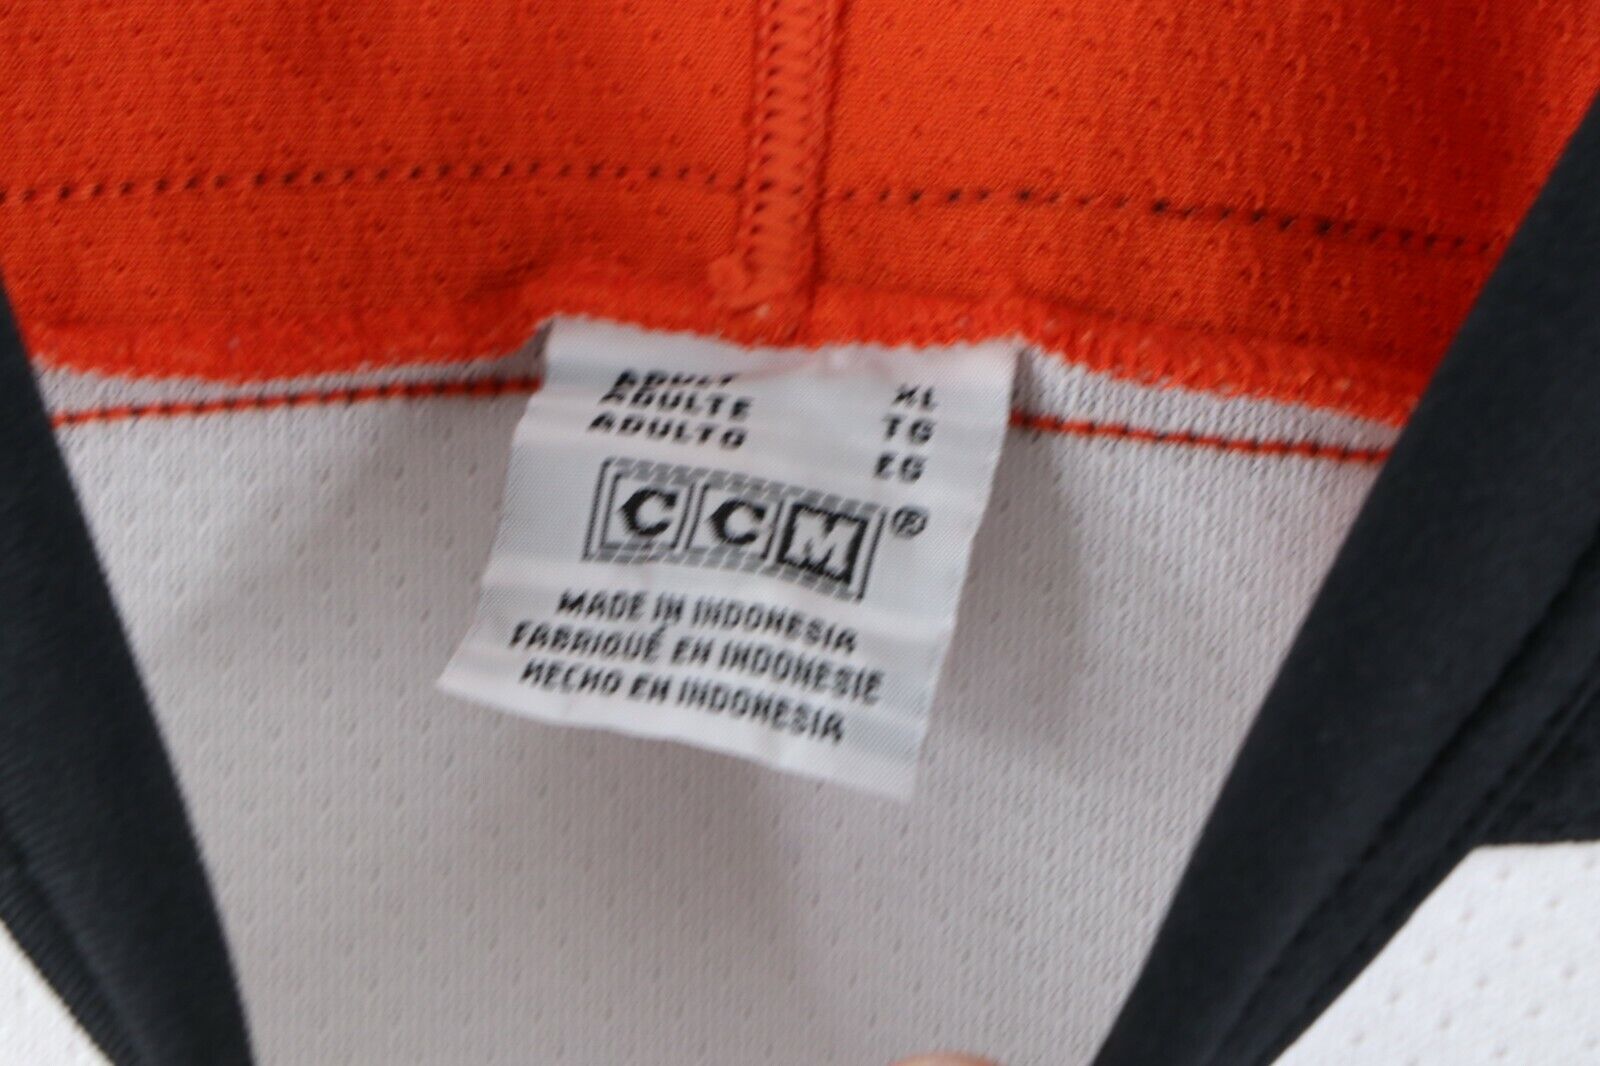 ADULT XL
ADULTE TG
ADULTO EG
CCM®
MADE IN INDONESIA
FABRIQUÉ EN INDONESIE
HECHO EN INDONESIA